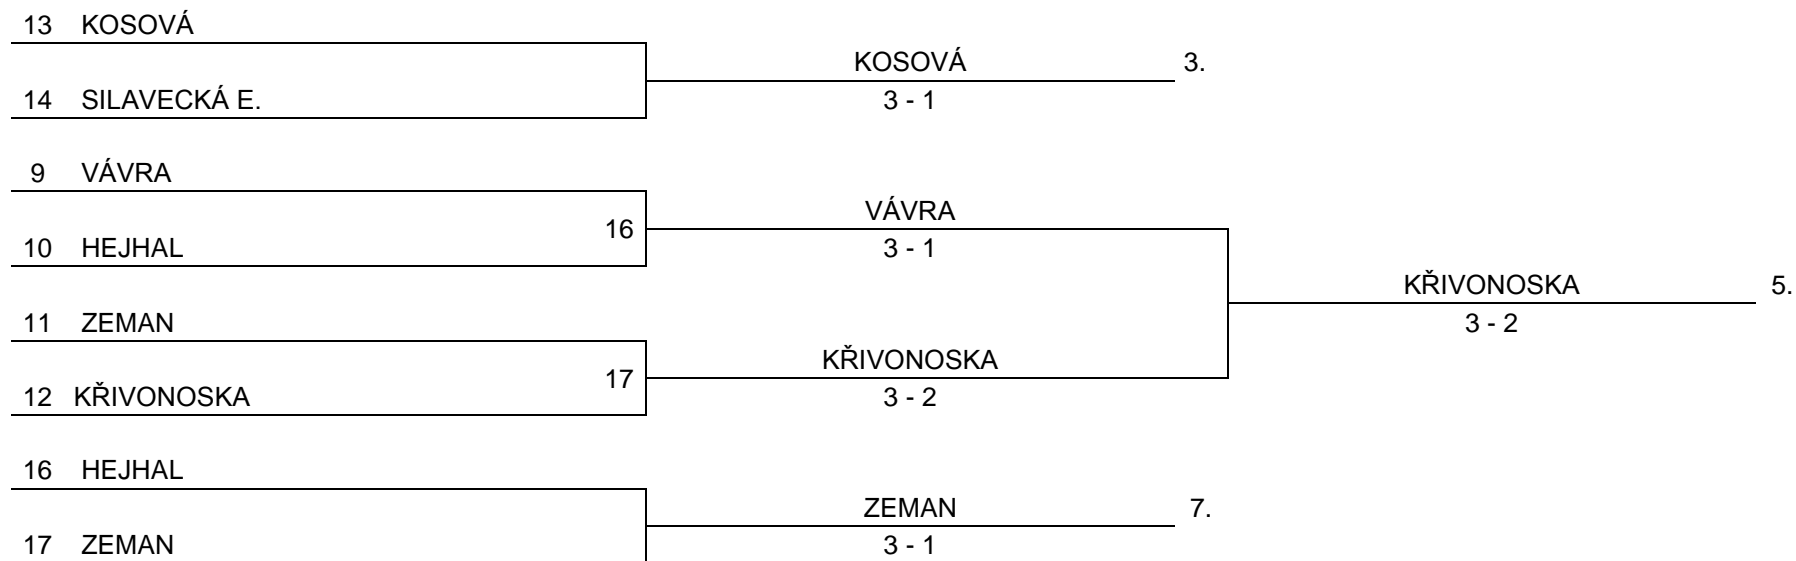 13 KOSOVÁ
KOSOVÁ 3.
14 SILAVECKÁ E.
3 - 1
9 VÁVRA
VÁVRA
16
10 HEJHAL
3 - 1
KŘIVONOSKA 5.
11 ZEMAN
3 - 2
KŘIVONOSKA
17
12 KŘIVONOSKA
3 - 2
16 HEJHAL
ZEMAN 7.
17 ZEMAN
3 - 1